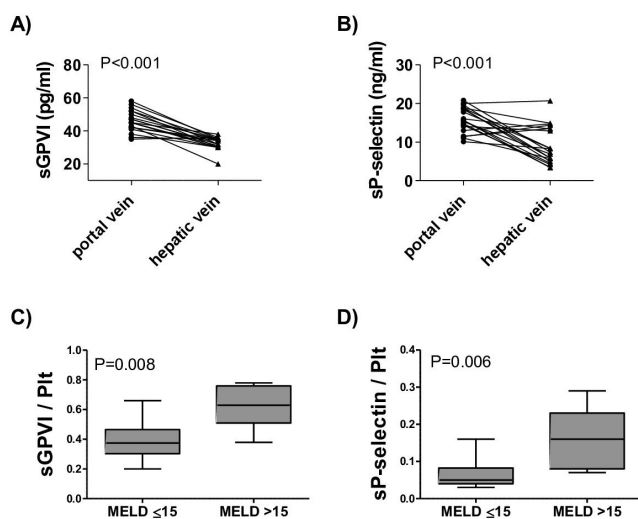 A)
P<0.001
sGPVI (pg/ml)
80
60
40
20
portal vein
hepatic vein
B)
P<0.001
sP-selectin (ng/ml)
30
20
10
0
portal vein
hepatic vein
C)
P=0.008
sGPVI / Plt
1.0
0.8
0.6
0.4
0.2
0.0
MELD ≤15
MELD >15
D)
P=0.006
sP-selectin / Plt
0.4
0.3
0.2
0.1
0.0
MELD ≤15
MELD >15